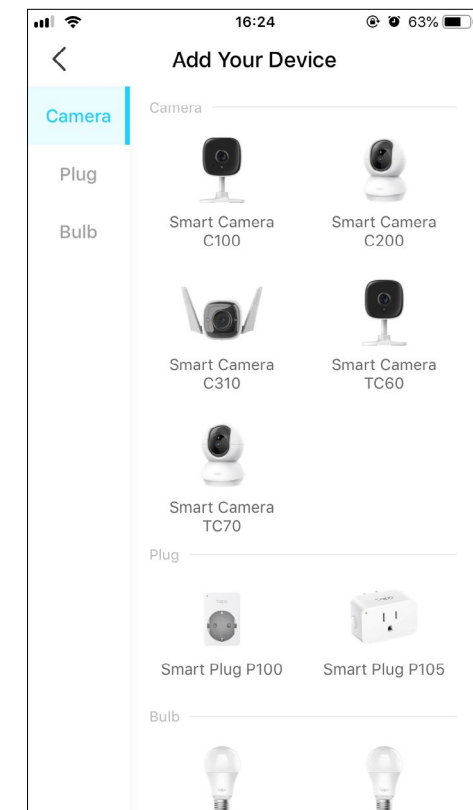 16:24
63%
Add Your Device
Camera
Plug
Bulb
Camera
Smart Camera
C100
Smart Camera
C200
Smart Camera
C310
Smart Camera
TC60
Smart Camera
TC70
Plug
Smart Plug P100
Smart Plug P105
Bulb